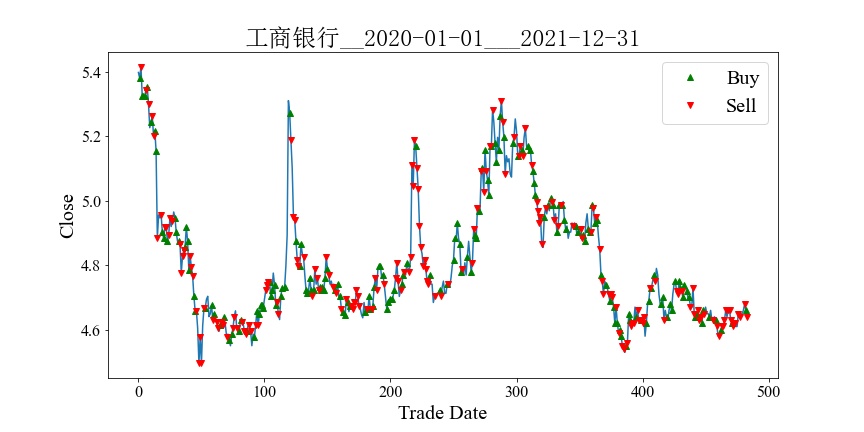 工商银行__2020-01-01___2021-12-31
Close
5.4
5.2
5.0
4.8
4.6
Buy
Sell
0 100 200 300 400 500
Trade Date